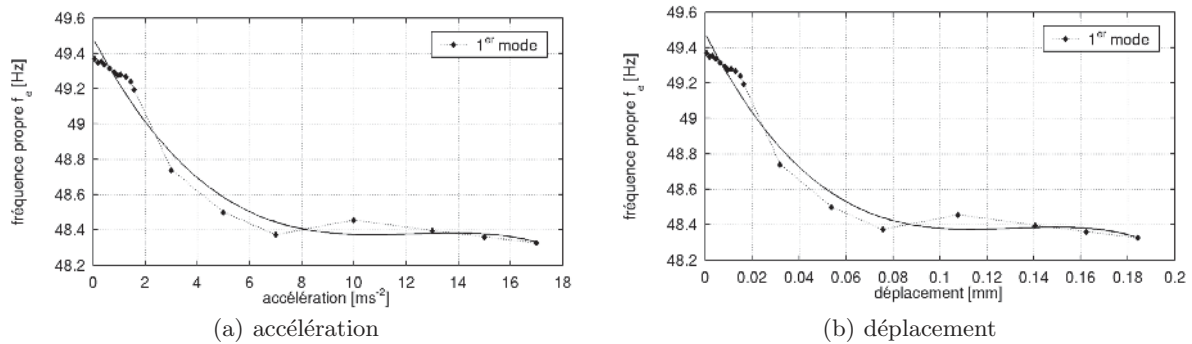 49.6
49.4
49.2
49
48.8
48.6
48.4
48.2
fréquence propre f_e [Hz]
1er mode
0 2 4 6 8 10 12 14 16 18
accélération [ms-2]
(a) accélération
49.6
49.4
49.2
49
48.8
48.6
48.4
48.2
fréquence propre f_e [Hz]
1er mode
0 0.02 0.04 0.06 0.08 0.1 0.12 0.14 0.16 0.18 0.2
déplacement [mm]
(b) déplacement